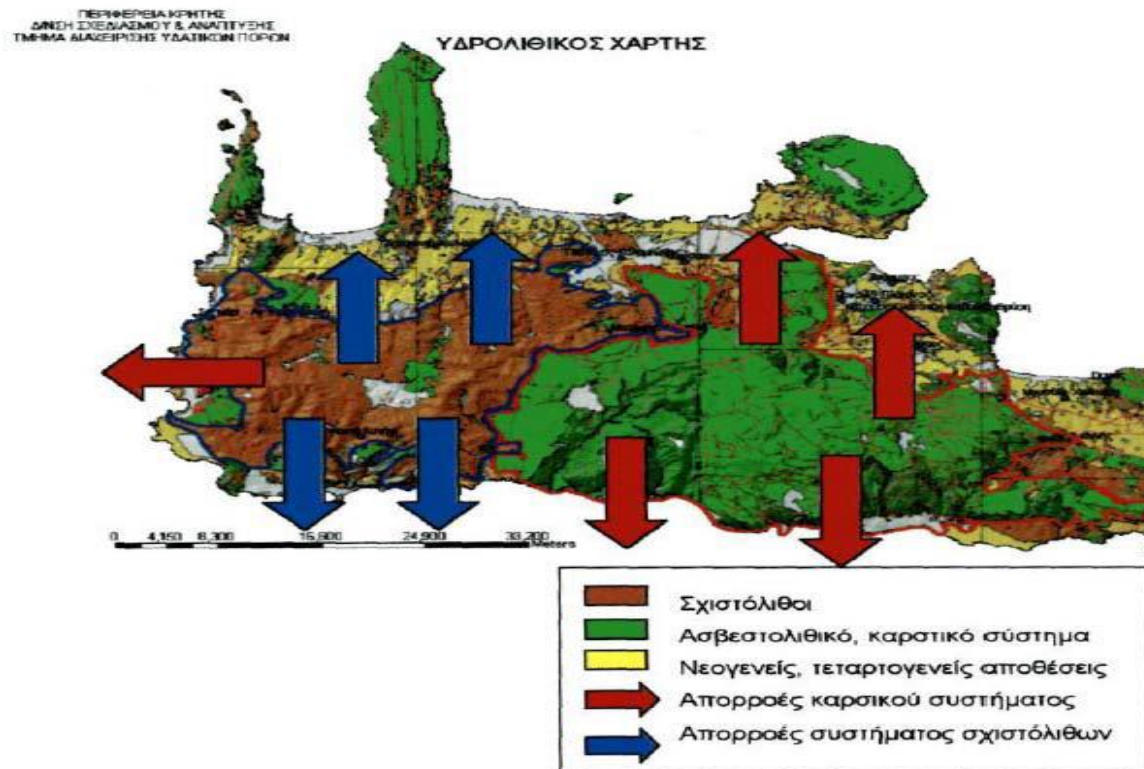 ΠΕΡΙΦΕΡΕΙΑ ΚΡΗΤΗΣ
Δ/ΝΣΗ ΣΧΕΔΙΑΣΜΟΥ & ΑΝΑΠΤΥΞΗΣ
ΤΜΗΜΑ ΔΙΑΧΕΙΡΙΣΗΣ ΥΔΑΤΙΚΩΝ ΠΟΡΩΝ
ΥΔΡΟΛΙΘΙΚΟΣ ΧΑΡΤΗΣ
0 4,150 8,300 16,600 24,900 33,200
Meters
Σχιστόλιθοι
Ασβεστολιθικό, καρστικό σύστημα
Νεογενείς, τεταρτογενείς αποθέσεις
Απορροές καρσικού συστήματος
Απορροές συστήματος σχιστόλιθων